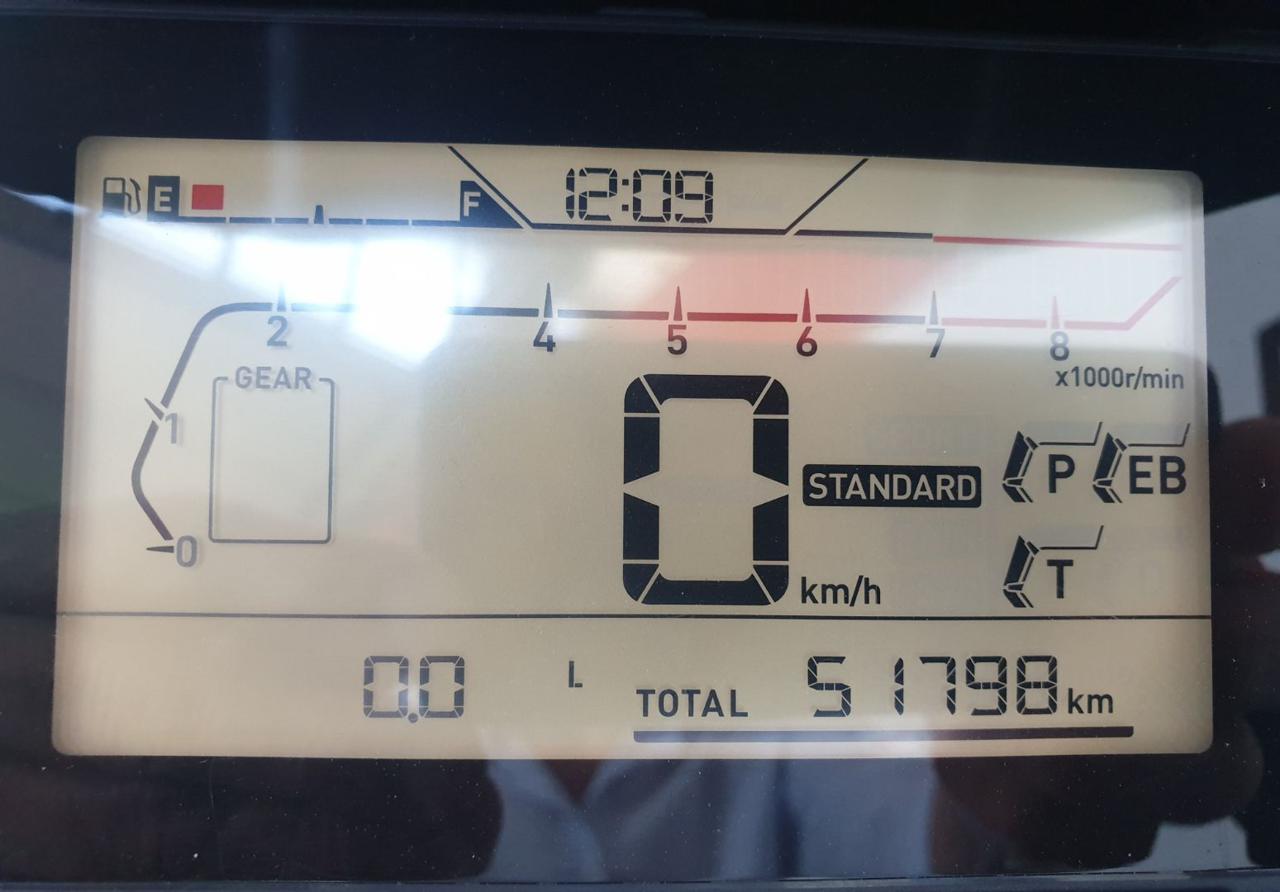 E F 12:09
2 4 5 6 7 8
x1000r/min
GEAR
1
0
0 km/h
STANDARD
P EB
T
0.0 L TOTAL 51798 km